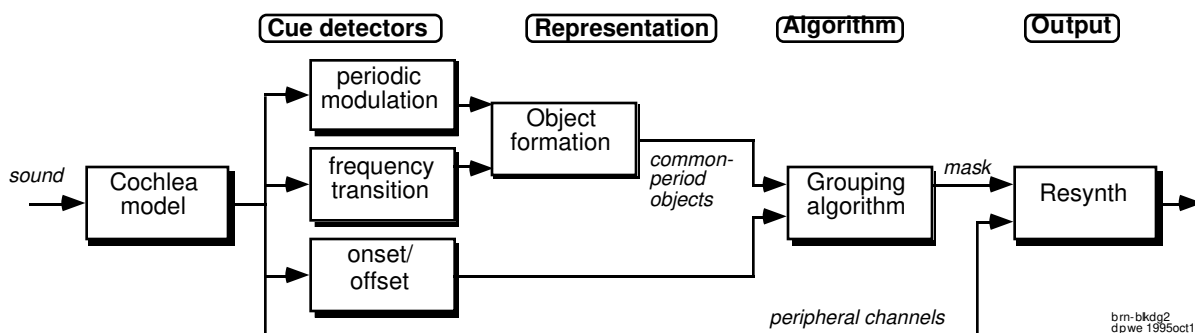 Cue detectors
Representation
Algorithm
Output
sound
Cochlea
model
periodic
modulation
frequency
transition
onset/
offset
Object
formation
common-
period
objects
Grouping
algorithm
mask
Resynth
peripheral channels
brn-blkdg2
dpwe 1995oct1